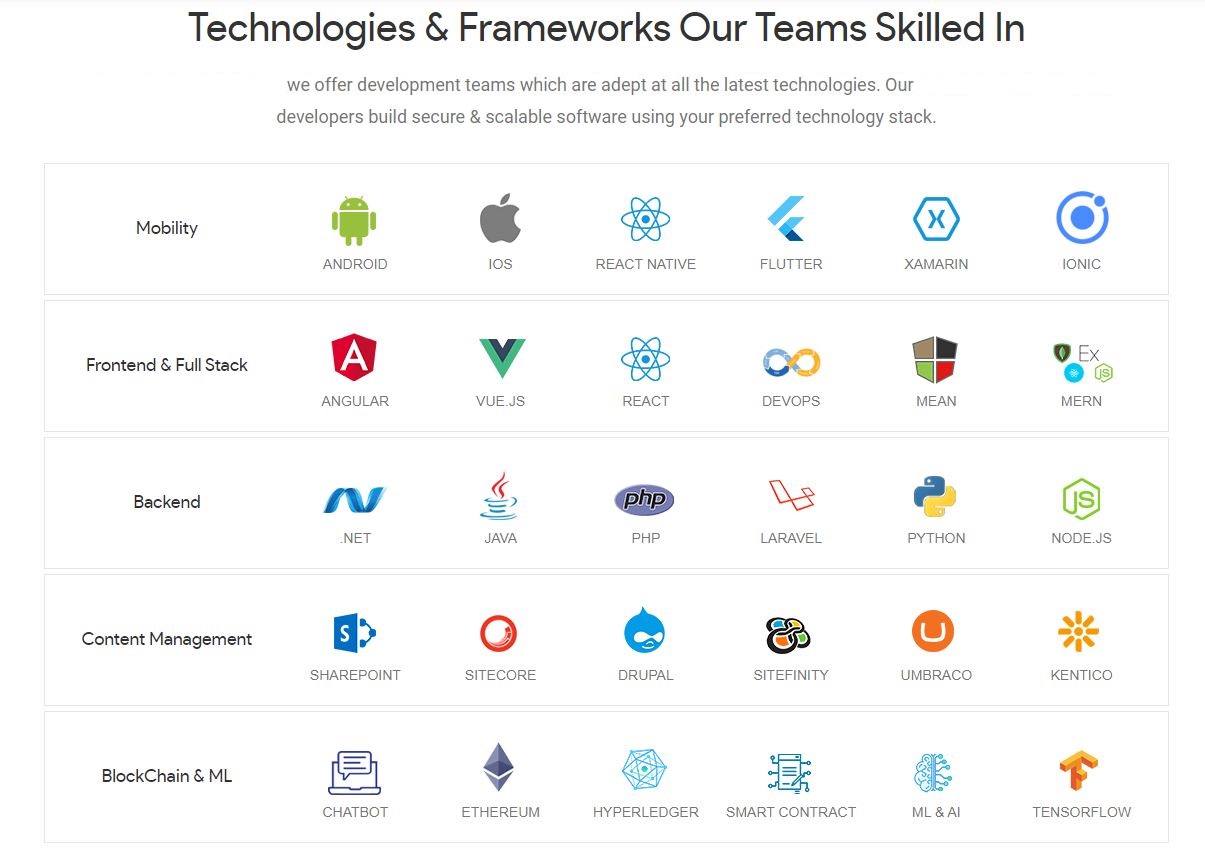 Technologies & Frameworks Our Teams Skilled In
we offer development teams which are adept at all the latest technologies. Our
developers build secure & scalable software using your preferred technology stack.
Mobility
ANDROID
IOS
REACT NATIVE
FLUTTER
XAMARIN
IONIC
Frontend & Full Stack
ANGULAR
VUE.JS
REACT
DEVOPS
MEAN
Ex
JS
MERN
Backend
.NET
JAVA
php
PHP
LARAVEL
PYTHON
JS
NODE.JS
Content Management
S
SHAREPOINT
SITECORE
DRUPAL
SITEFINITY
UMBRACO
KENTICO
BlockChain & ML
CHATBOT
ETHEREUM
HYPERLEDGER
SMART CONTRACT
ML & AI
TENSORFLOW